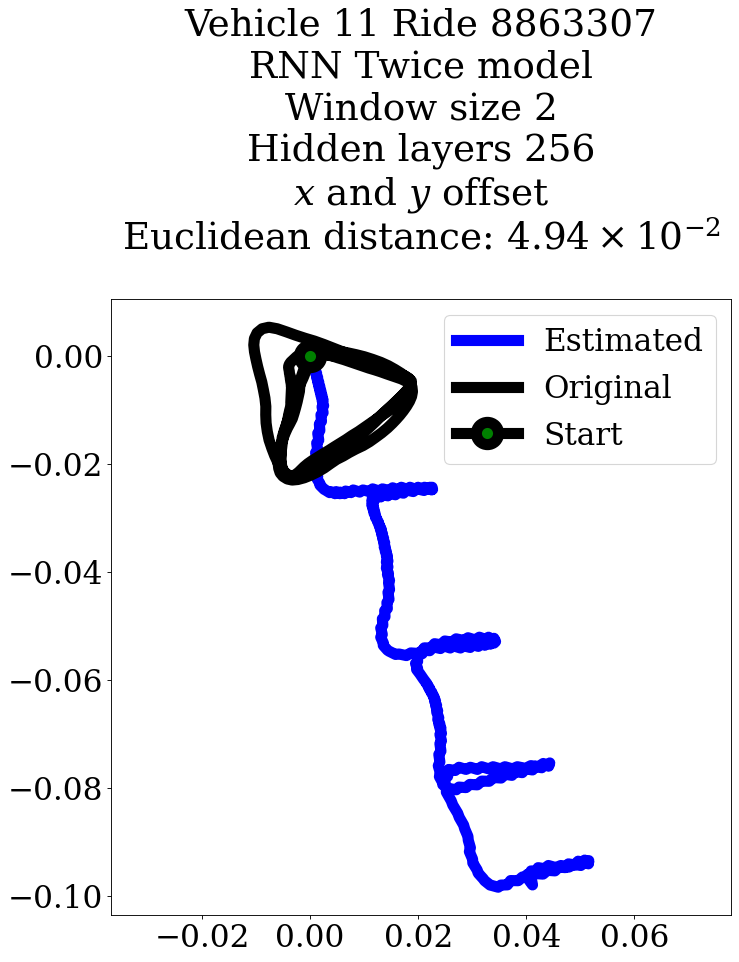 Vehicle 11 Ride 8863307
RNN Twice model
Window size 2
Hidden layers 256
x and y offset
Euclidean distance: 4.94 × 10⁻²
Estimated
Original
Start
0.00
−0.02
−0.04
−0.06
−0.08
−0.10
−0.02 0.00 0.02 0.04 0.06